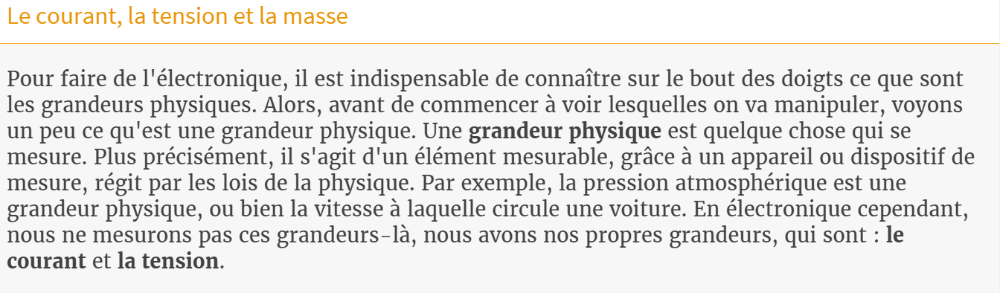 Le courant, la tension et la masse
Pour faire de l'électronique, il est indispensable de connaître sur le bout des doigts ce que sont
les grandeurs physiques. Alors, avant de commencer à voir lesquelles on va manipuler, voyons
un peu ce qu'est une grandeur physique. Une grandeur physique est quelque chose qui se
mesure. Plus précisément, il s'agit d'un élément mesurable, grâce à un appareil ou dispositif de
mesure, régit par les lois de la physique. Par exemple, la pression atmosphérique est une
grandeur physique, ou bien la vitesse à laquelle circule une voiture. En électronique cependant,
nous ne mesurons pas ces grandeurs-là, nous avons nos propres grandeurs, qui sont : le
courant et la tension.